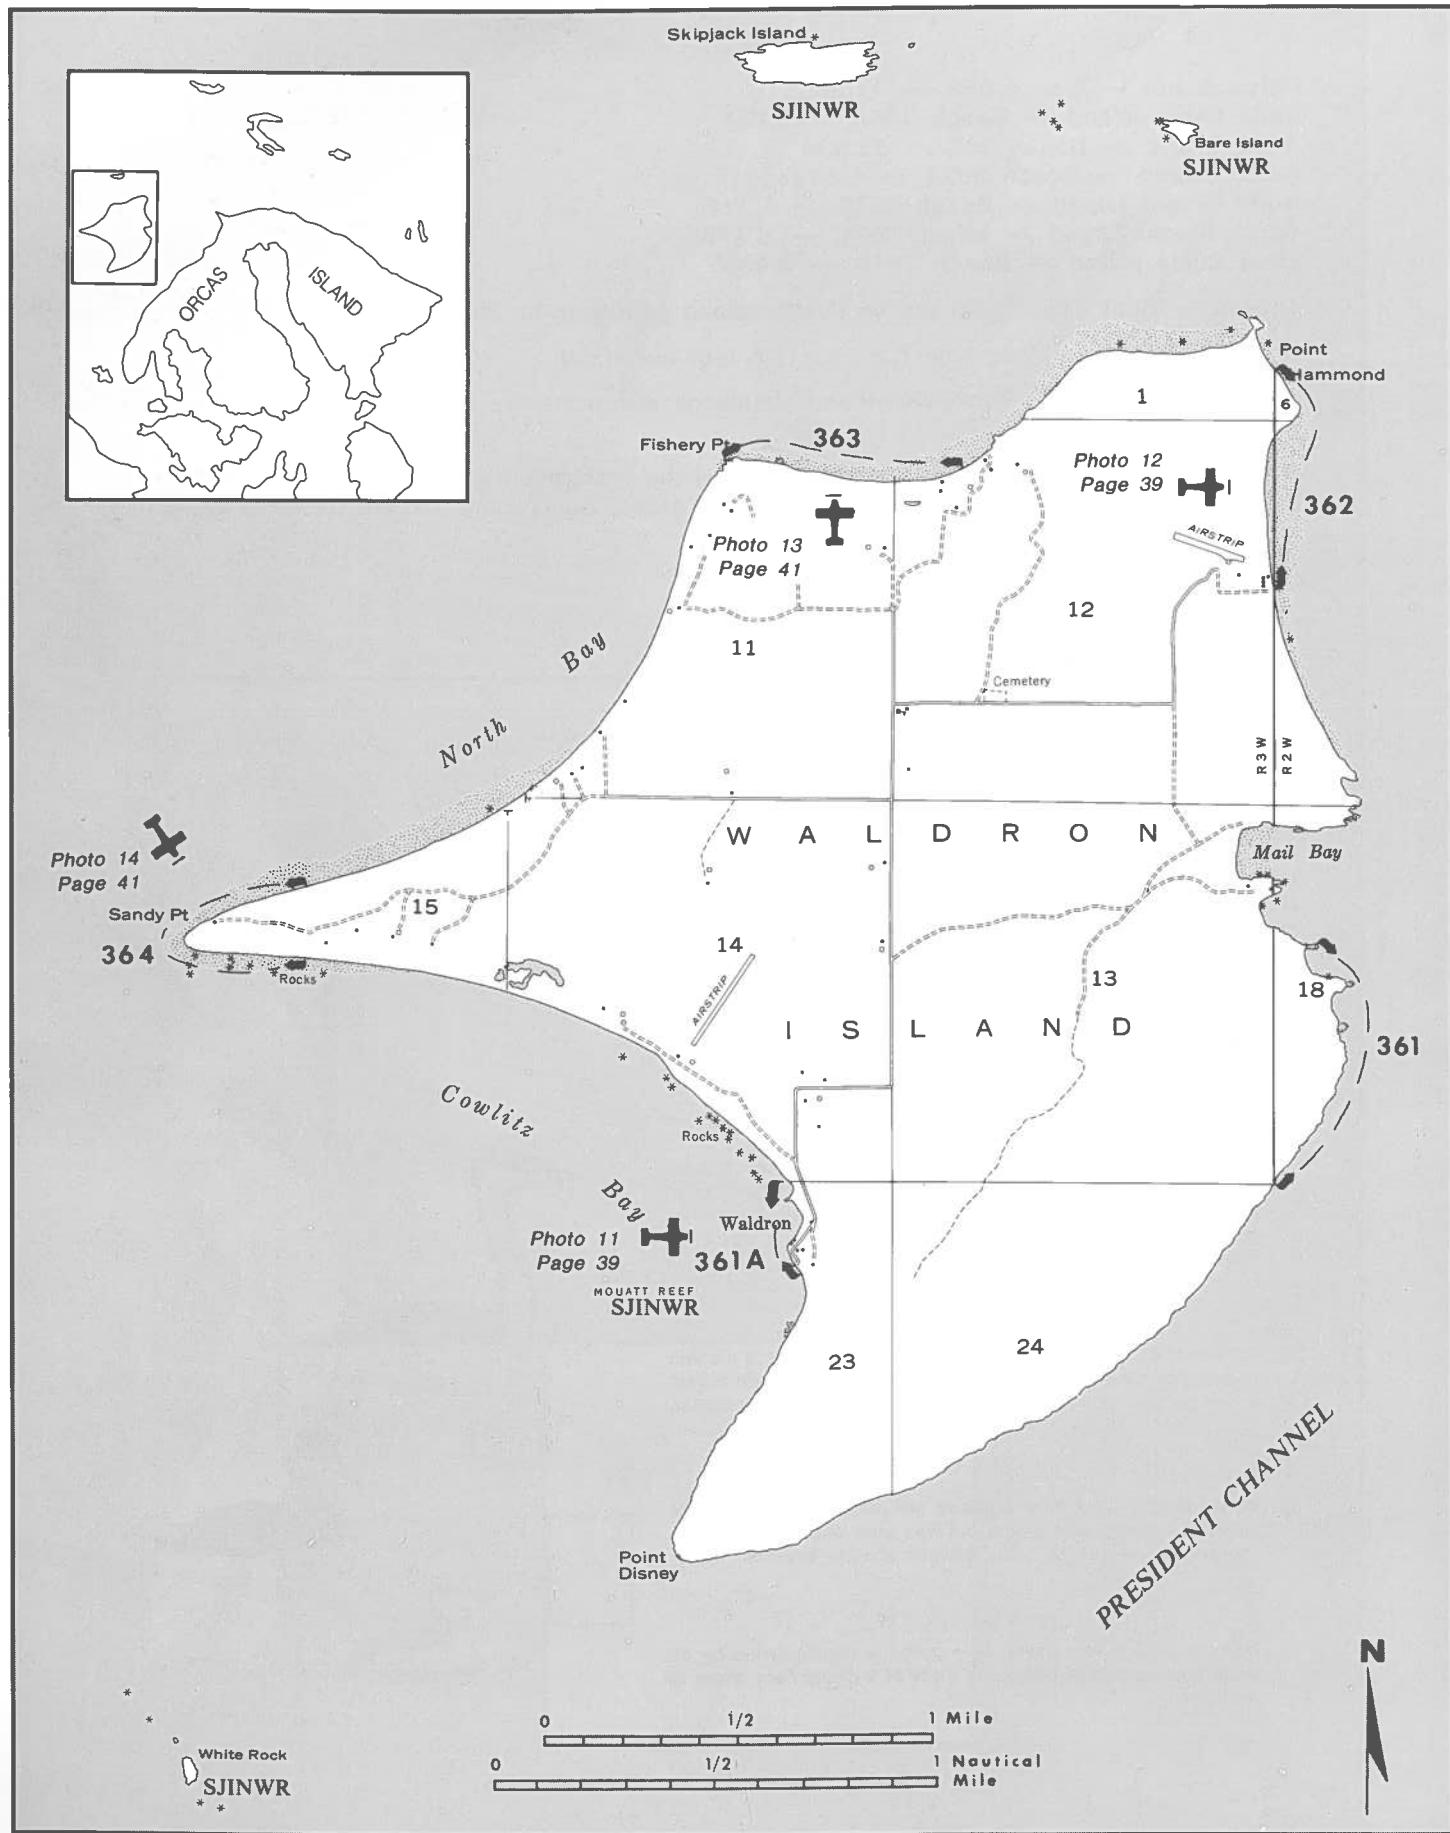 Skipjack Island
SJINWR
Bare Island
SJINWR
ORCAS
ISLAND
Point
Hammond
1
6
Fishery Pt
363
Photo 12
Page 39
362
AIRSTRIP
Photo 13
Page 41
12
11
Bay
North
Cemetery
R 3 W
R 2 W
WALDRON
Mail Bay
Photo 14
Page 41
Sandy Pt
15
364
Rocks
14
13
18
AIRSTRIP
ISLAND
361
Cowlitz
Bay
Rocks
Waldron
Photo 11
Page 39
361A
MOUATT REEF
SJINWR
23
24
PRESIDENT CHANNEL
Point
Disney
N
0 1/2 1 Mile
0 1/2 1 Nautical
Mile
White Rock
SJINWR